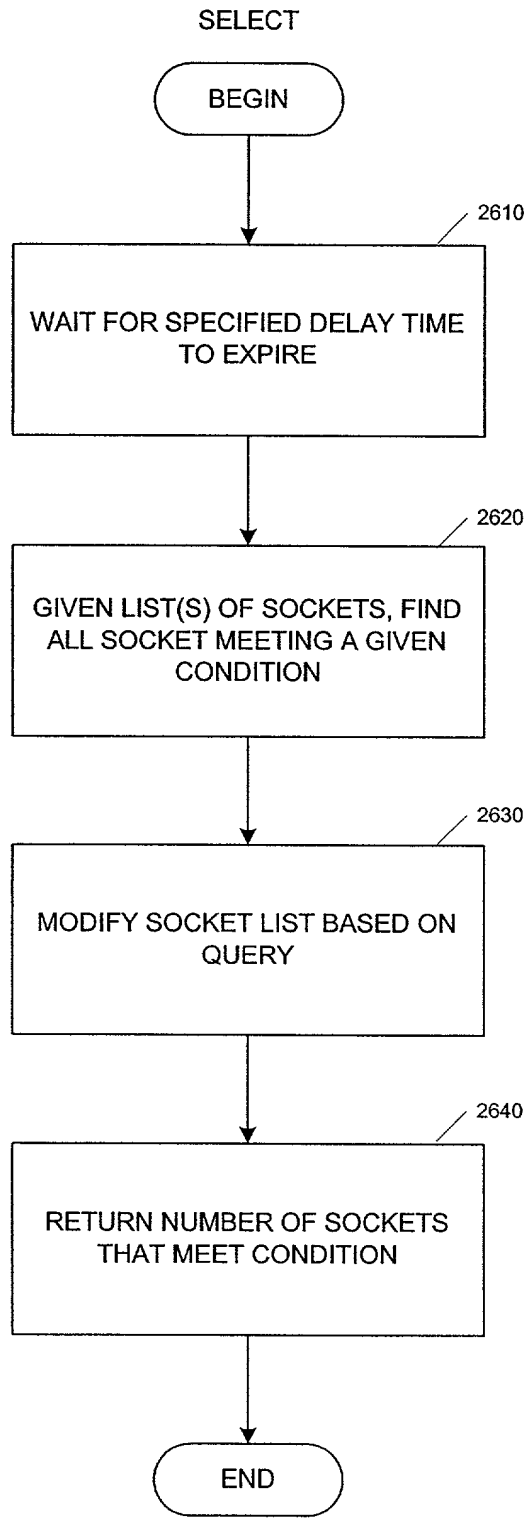 SELECT
BEGIN
2610
WAIT FOR SPECIFIED DELAY TIME
TO EXPIRE
2620
GIVEN LIST(S) OF SOCKETS, FIND
ALL SOCKET MEETING A GIVEN
CONDITION
2630
MODIFY SOCKET LIST BASED ON
QUERY
2640
RETURN NUMBER OF SOCKETS
THAT MEET CONDITION
END